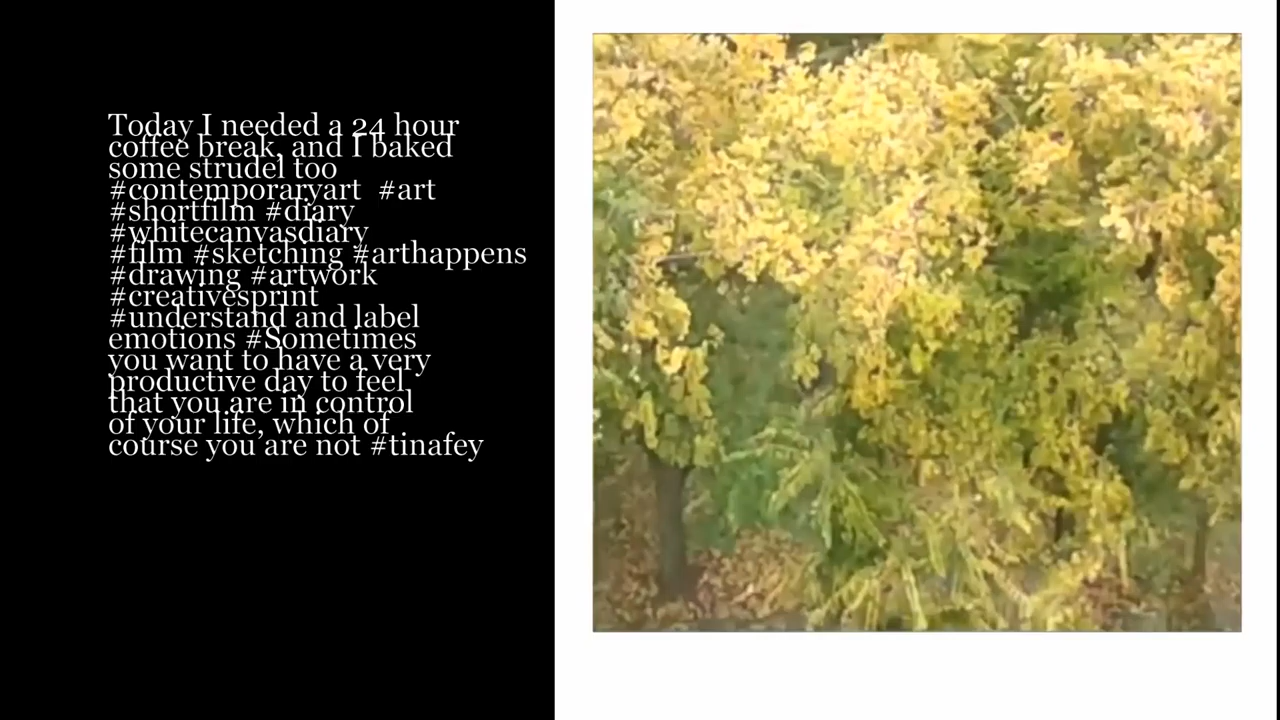 Today I needed a 24 hour
coffee break, and I baked
some strudel too
#contemporaryart #art
#shortfilm #diary
#whitecanvasdiary
#film #sketching #arthappens
#drawing #artwork
#creativesprint
#understand and label
emotions #Sometimes
you want to have a very
productive day to feel
that you are in control
of your life, which of
course you are not #tinafey